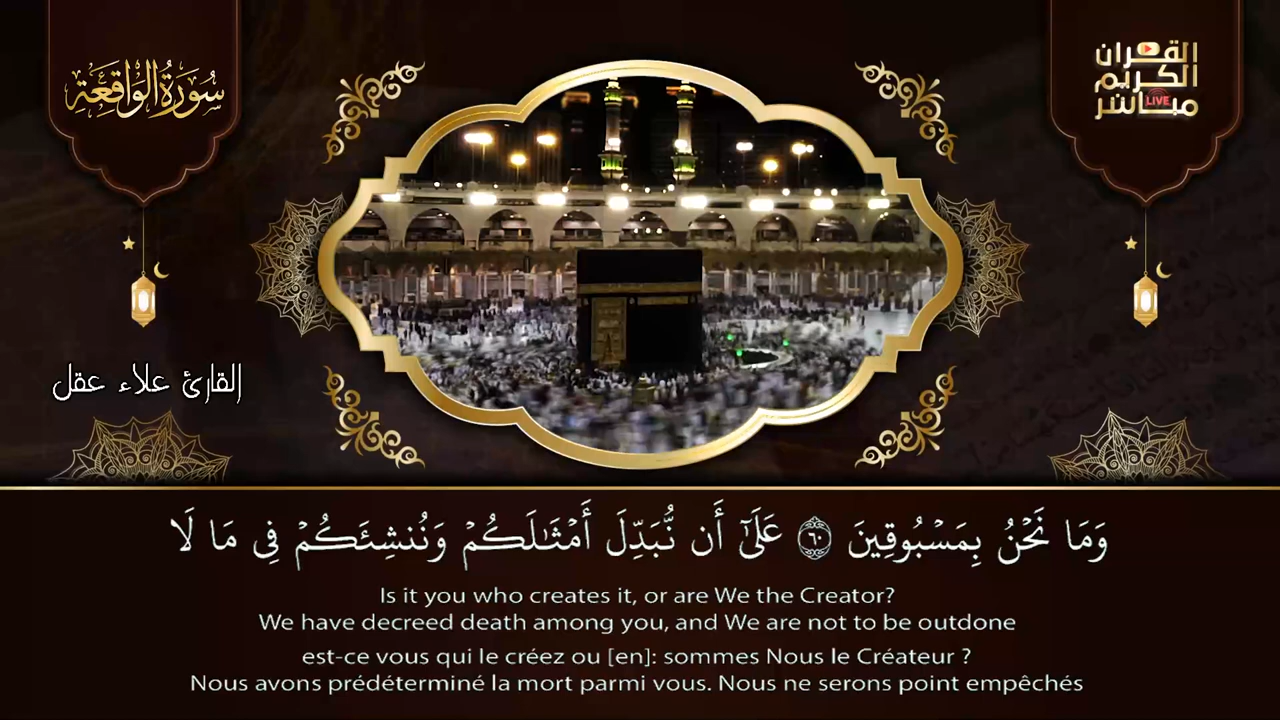 سُورَةُ الْوَاقِعَة
القرآن
الكريم
مباشر
LIVE
القارئ علاء عقل
وَمَا نَحۡنُ بِمَسۡبُوقِينَ ٦٠ عَلَىٰٓ أَن نُّبَدِّلَ أَمۡثَٰلَكُمۡ وَنُنشِئَكُمۡ فِي مَا لَا
Is it you who creates it, or are We the Creator?
We have decreed death among you, and We are not to be outdone
est-ce vous qui le créez ou [en]: sommes Nous le Créateur ?
Nous avons prédéterminé la mort parmi vous. Nous ne serons point empêchés